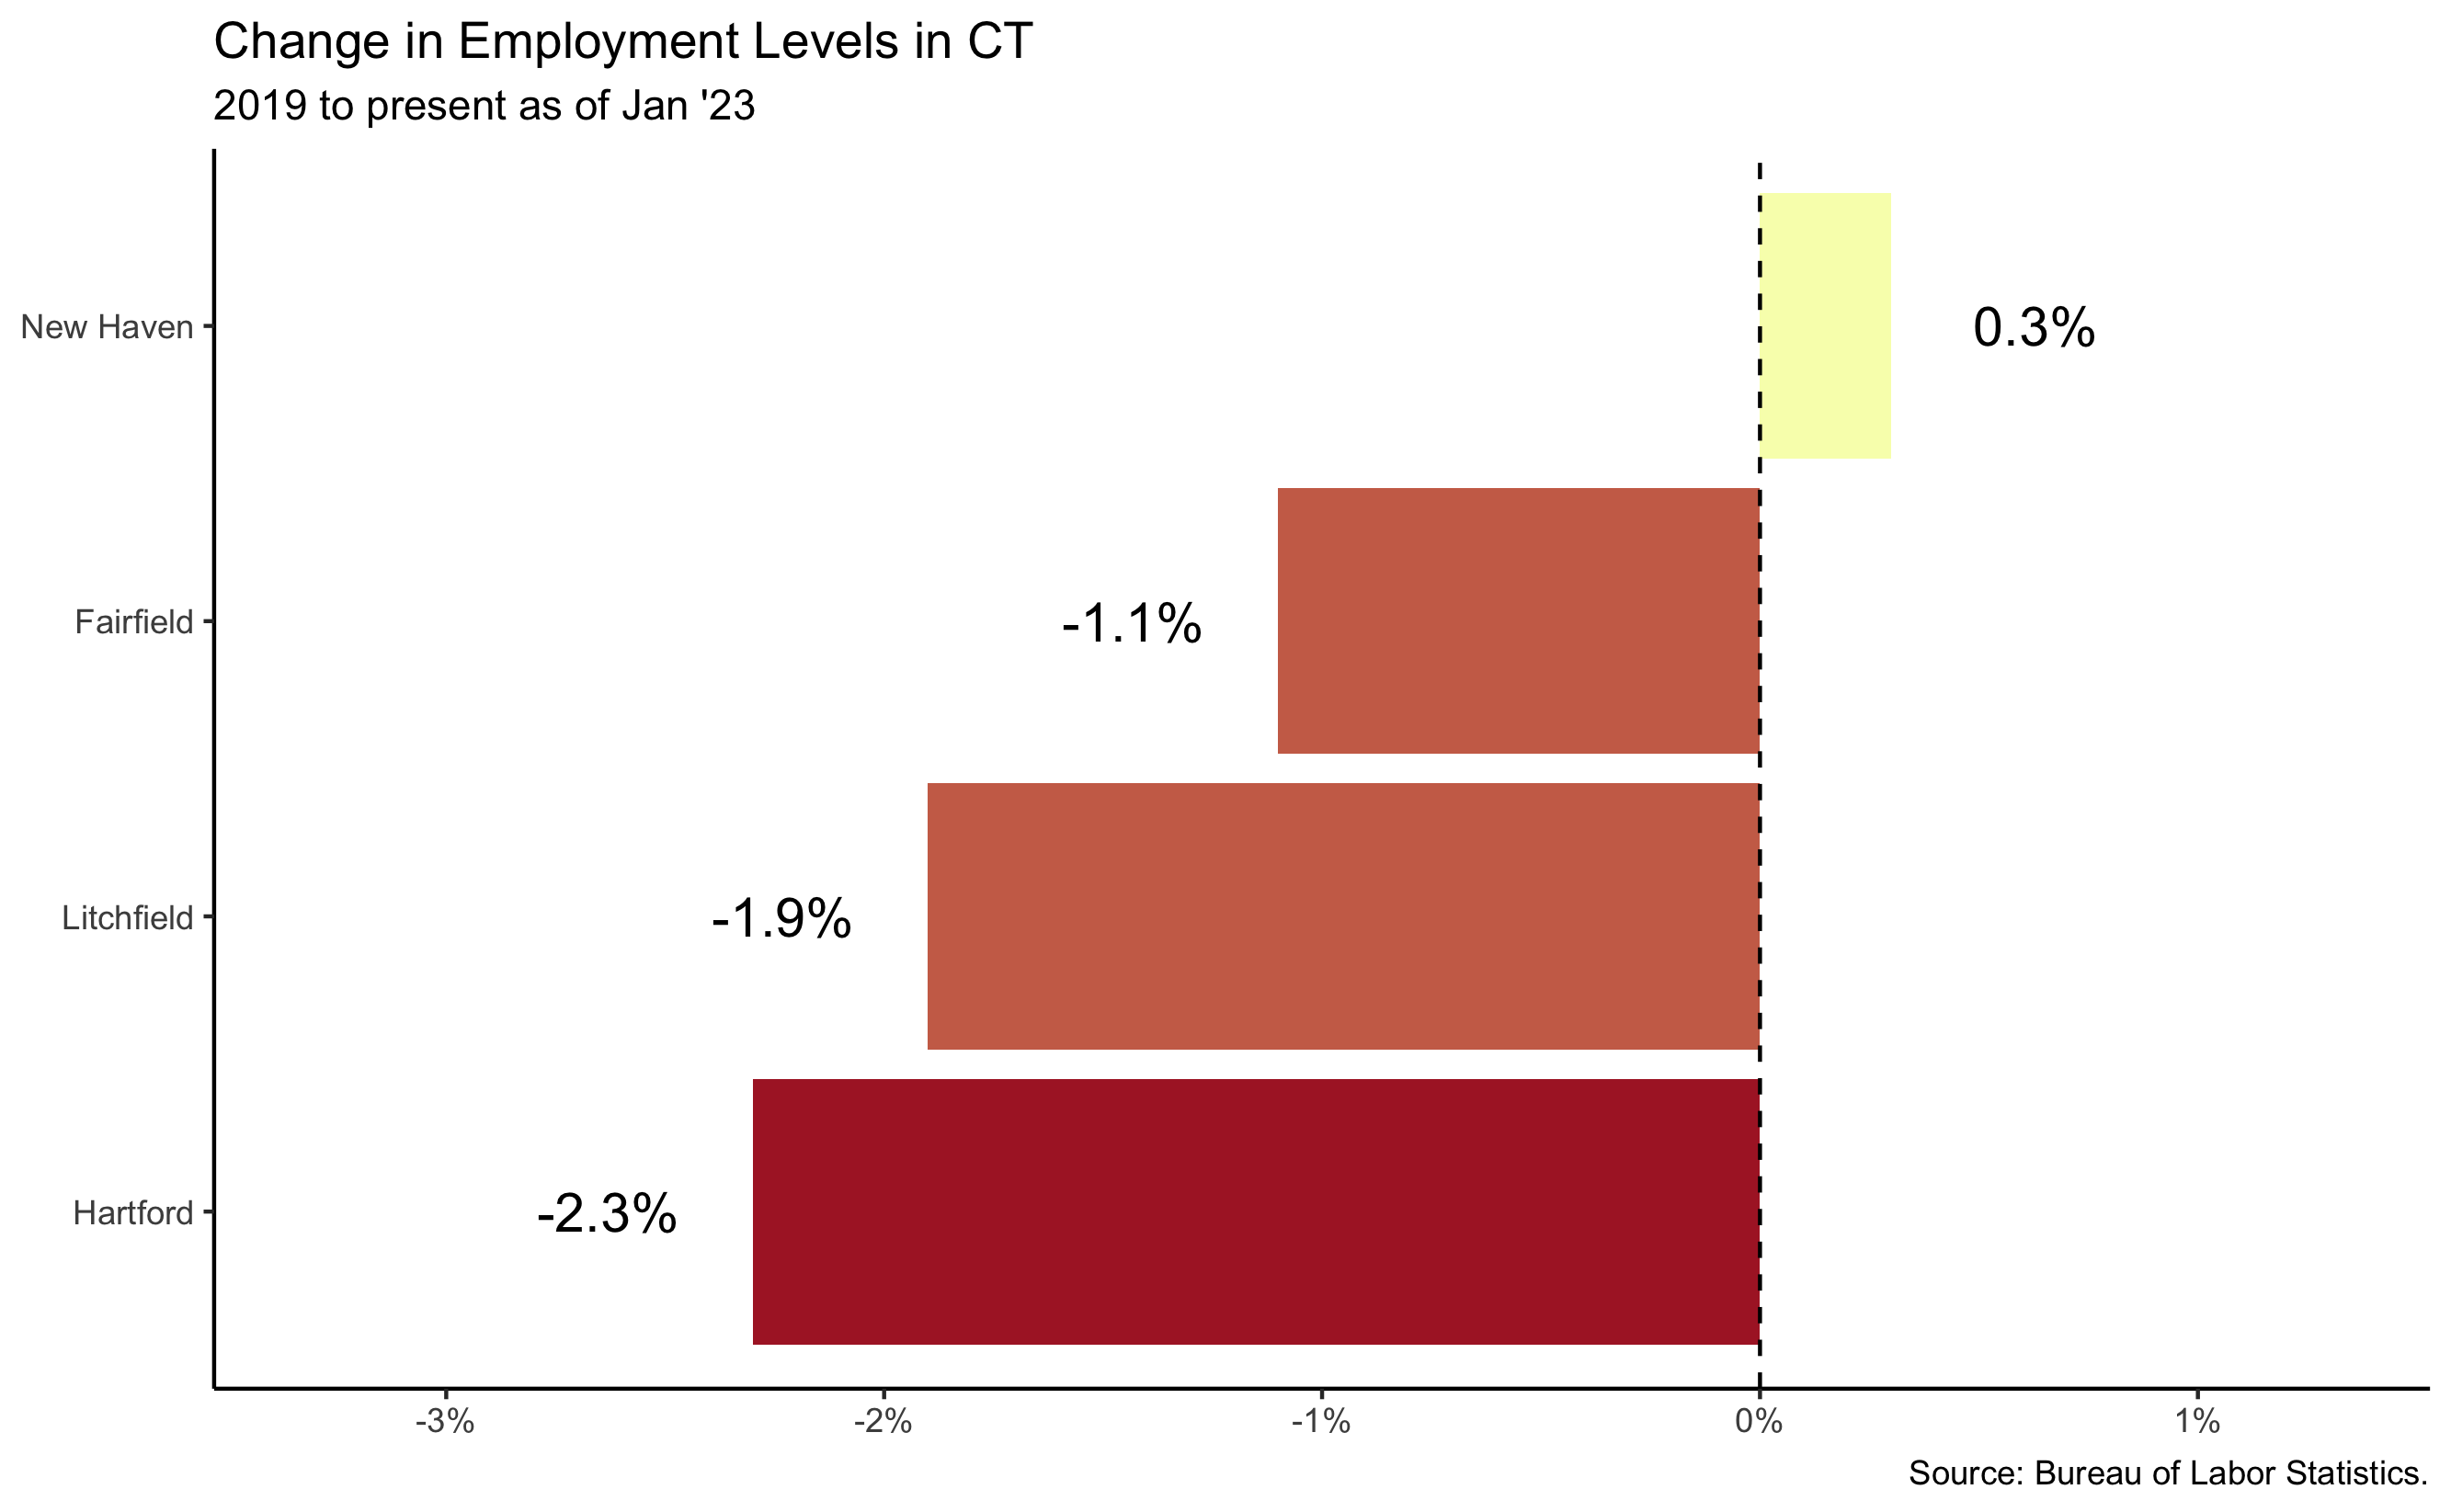 Change in Employment Levels in CT
2019 to present as of Jan '23
New Haven
0.3%
Fairfield
-1.1%
Litchfield
-1.9%
Hartford
-2.3%
-3%
-2%
-1%
0%
1%
Source: Bureau of Labor Statistics.